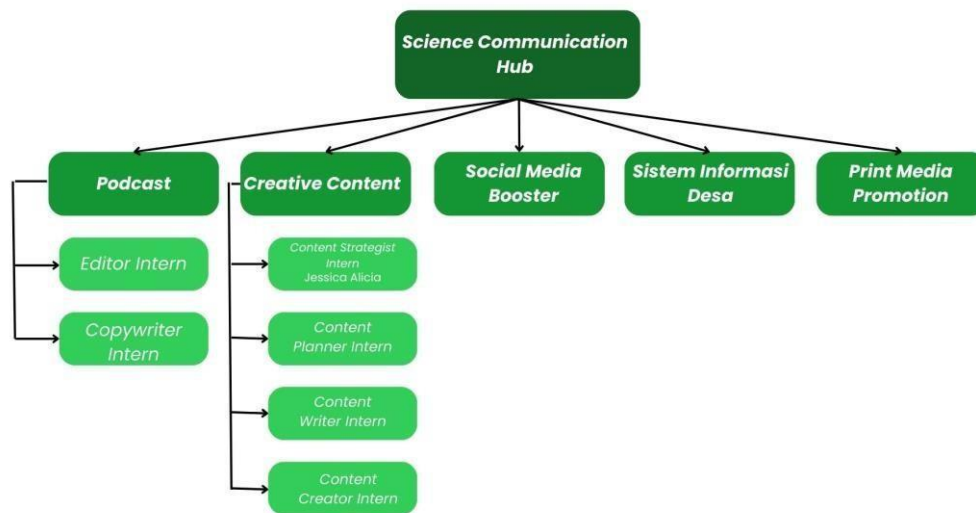 Science Communication
Hub
Podcast
Creative Content
Social Media
Booster
Sistem Informasi
Desa
Print Media
Promotion
Editor Intern
Copywriter
Intern
Content Strategist
Intern
Jessica Alicia
Content
Planner Intern
Content
Writer Intern
Content
Creator Intern